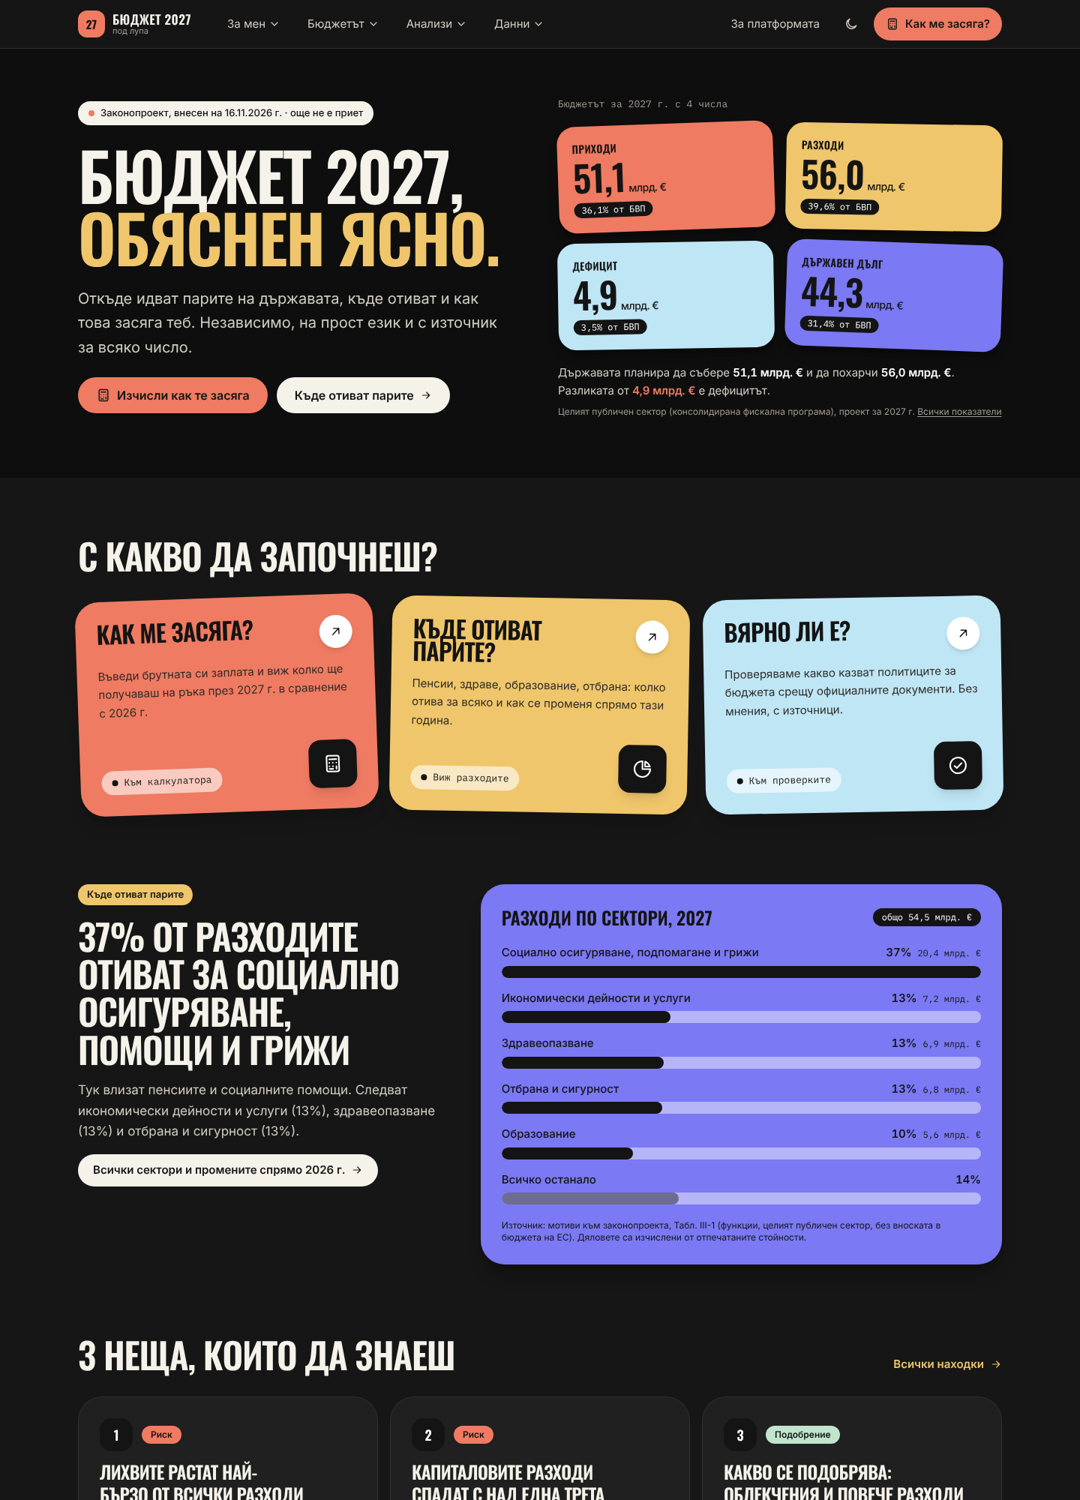 27
БЮДЖЕТ 2027
под лупа
За мен
Бюджетът
Анализи
Данни
За платформата
Как ме засяга?
Законопроект, внесен на 16.11.2026 г. · още не е приет
БЮДЖЕТ 2027,
ОБЯСНЕН ЯСНО.
Откъде идват парите на държавата, къде отиват и как
това засяга теб. Независимо, на прост език и с източник
за всяко число.
Изчисли как те засяга
Къде отиват парите →
Бюджетът за 2027 г. с 4 числа
ПРИХОДИ
51,1 млрд. €
36,1% от БВП
РАЗХОДИ
56,0 млрд. €
39,6% от БВП
ДЕФИЦИТ
4,9 млрд. €
3,5% от БВП
ДЪРЖАВЕН ДЪЛГ
44,3 млрд. €
31,4% от БВП
Държавата планира да събере 51,1 млрд. € и да похарчи 56,0 млрд. €.
Разликата от 4,9 млрд. € е дефицитът.
Целият публичен сектор (консолидирана фискална програма), проект за 2027 г. Всички показатели
С КАКВО ДА ЗАПОЧНЕШ?
КАК МЕ ЗАСЯГА?
Въведи брутната си заплата и виж колко ще
получаваш на ръка през 2027 г. в сравнение
с 2026 г.
Към калкулатора
КЪДЕ ОТИВАТ
ПАРИТЕ?
Пенсии, здраве, образование, отбрана: колко
отива за всяко и как се променя спрямо тази
година.
Виж разходите
ВЯРНО ЛИ Е?
Проверяваме какво казват политиците за
бюджета срещу официалните документи. Без
мнения, с източници.
Към проверките
Къде отиват парите
37% ОТ РАЗХОДИТЕ
ОТИВАТ ЗА СОЦИАЛНО
ОСИГУРЯВАНЕ,
ПОМОЩИ И ГРИЖИ
Тук влизат пенсиите и социалните помощи. Следват
икономически дейности и услуги (13%), здравеопазване
(13%) и отбрана и сигурност (13%).
Всички сектори и промените спрямо 2026 г. →
РАЗХОДИ ПО СЕКТОРИ, 2027
общо 54,5 млрд. €
Социално осигуряване, подпомагане и грижи 37% 20,4 млрд. €
Икономически дейности и услуги 13% 7,2 млрд. €
Здравеопазване 13% 6,9 млрд. €
Отбрана и сигурност 13% 6,8 млрд. €
Образование 10% 5,6 млрд. €
Всичко останало 14%
Източник: мотиви към законопроекта, Табл. III-1 (функции, целият публичен сектор, без вноската в
бюджета на ЕС). Дяловете са изчислени от отпечатаните стойности.
3 НЕЩА, КОИТО ДА ЗНАЕШ
Всички находки →
1 Риск
ЛИХВИТЕ РАСТАТ НАЙ-
БЪРЗО ОТ ВСИЧКИ РАЗХОДИ
2 Риск
КАПИТАЛОВИТЕ РАЗХОДИ
СПАДАТ С НАД ЕДНА ТРЕТА
3 Подобрение
КАКВО СЕ ПОДОБРЯВА:
ОБЛЕКЧЕНИЯ И ПОВЕЧЕ РАЗХОДИ